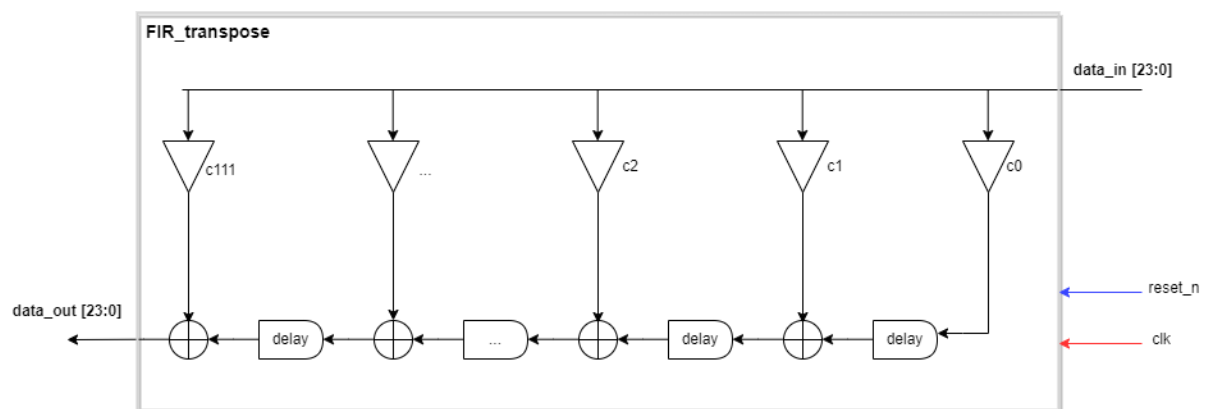 FIR_transpose
data_in [23:0]
c111
...
c2
c1
c0
reset_n
data_out [23:0]
delay
...
delay
delay
clk